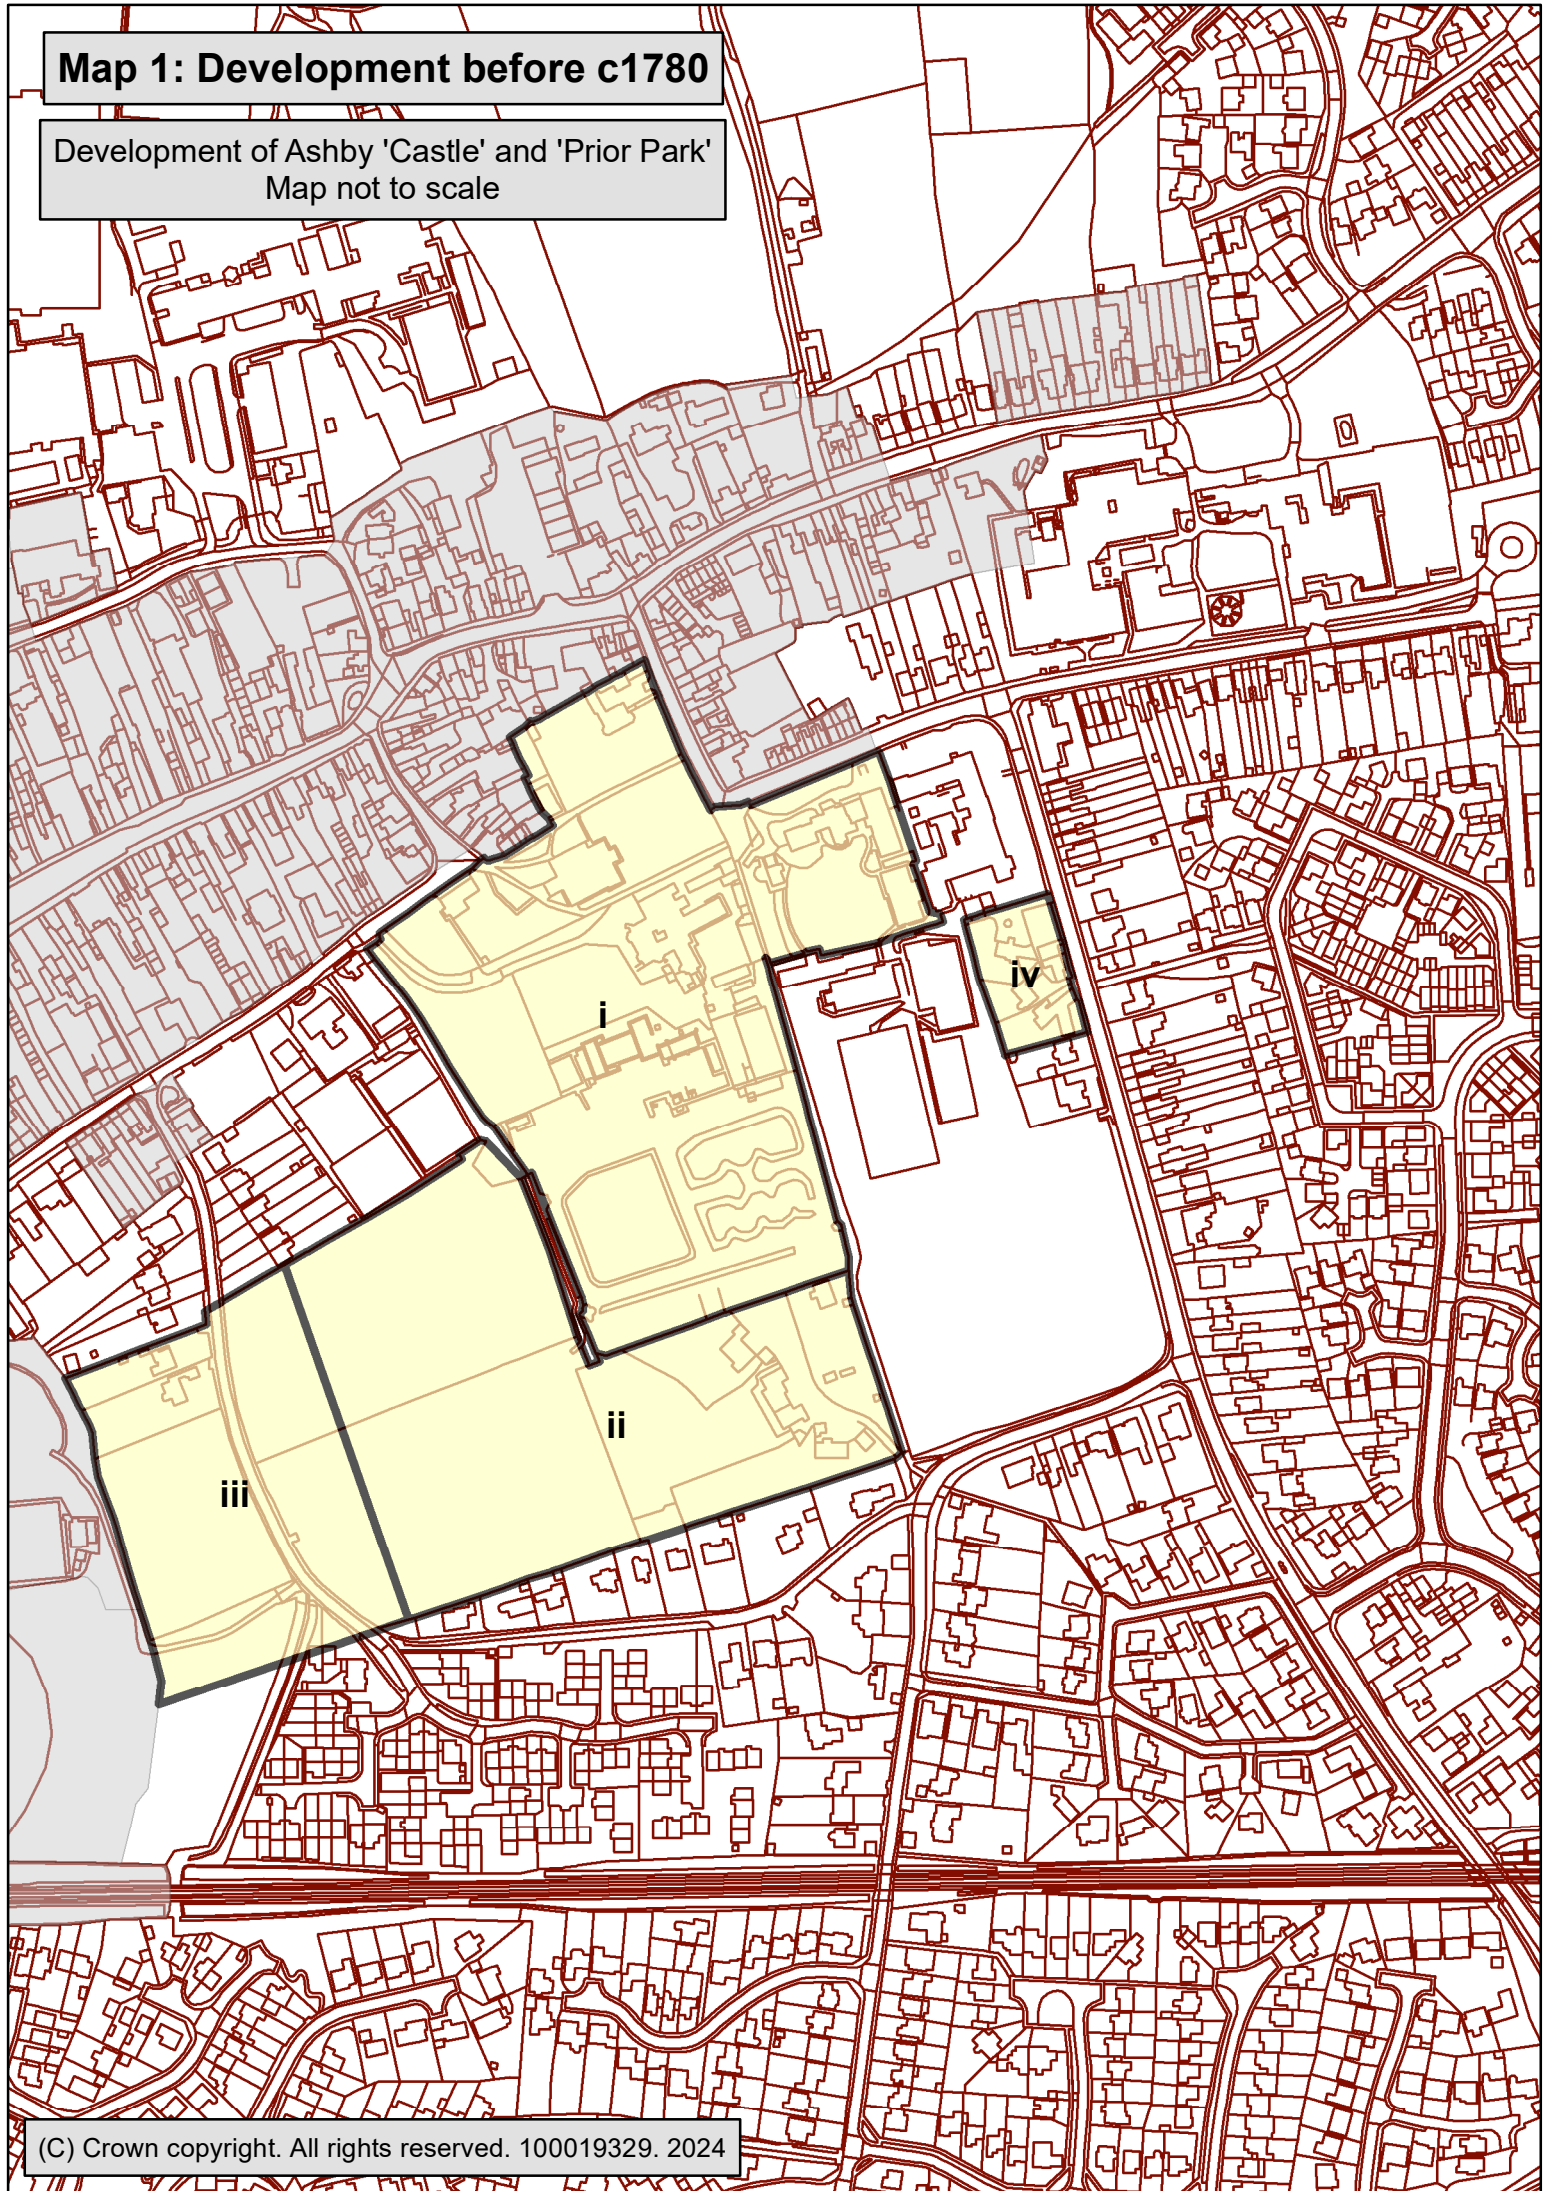 Map 1: Development before c1780
Development of Ashby 'Castle' and 'Prior Park'
Map not to scale
i
iv
ii
iii
(C) Crown copyright. All rights reserved. 100019329. 2024